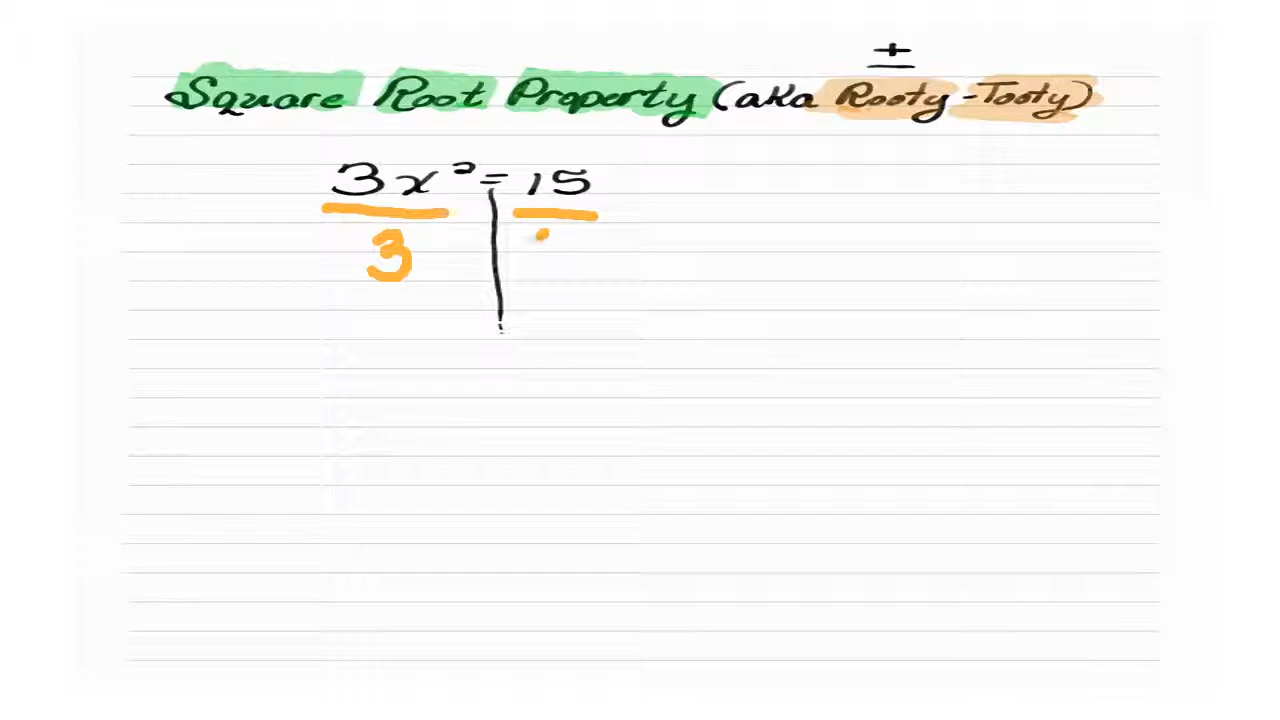 ±
Square Root Property (aka Rooty-Tooty)
3x² = 15
3